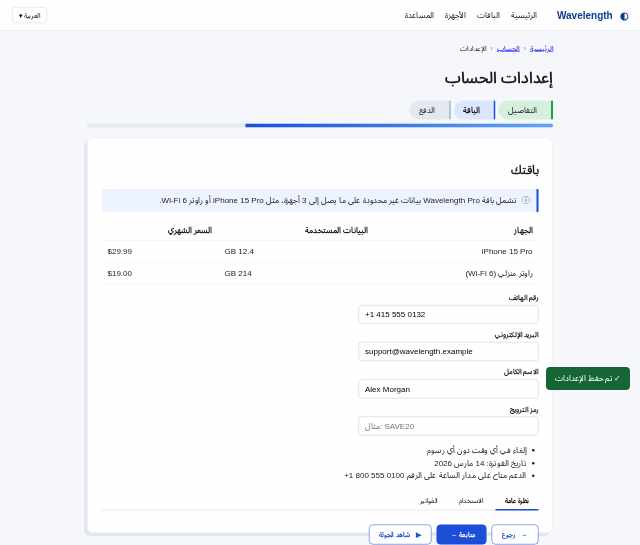 Wavelength
الرئيسية الباقات الأجهزة المساعدة
العربية
الرئيسية › الحساب › الإعدادات
إعدادات الحساب
التفاصيل الباقة الدفع
باقتك
تشمل باقة Wavelength Pro بيانات غير محدودة على ما يصل إلى 3 أجهزة، مثل iPhone 15 Pro أو راوتر Wi-Fi 6.
الجهاز البيانات المستخدمة السعر الشهري
iPhone 15 Pro 12.4 GB $29.99
راوتر منزلي (Wi-Fi 6) 214 GB $19.00
رقم الهاتف
+1 415 555 0132
البريد الإلكتروني
support@wavelength.example
✓ تم حفظ الإعدادات
الاسم الكامل
Alex Morgan
رمز الترويج
مثال: SAVE20
• إلغاء في أي وقت دون أي رسوم
• تاريخ الفوترة: 14 مارس 2026
• الدعم متاح على مدار الساعة على الرقم +1 800 555 0100
نظرة عامة الاستخدام الفواتير
رجوع متابعة شاهد الجولة